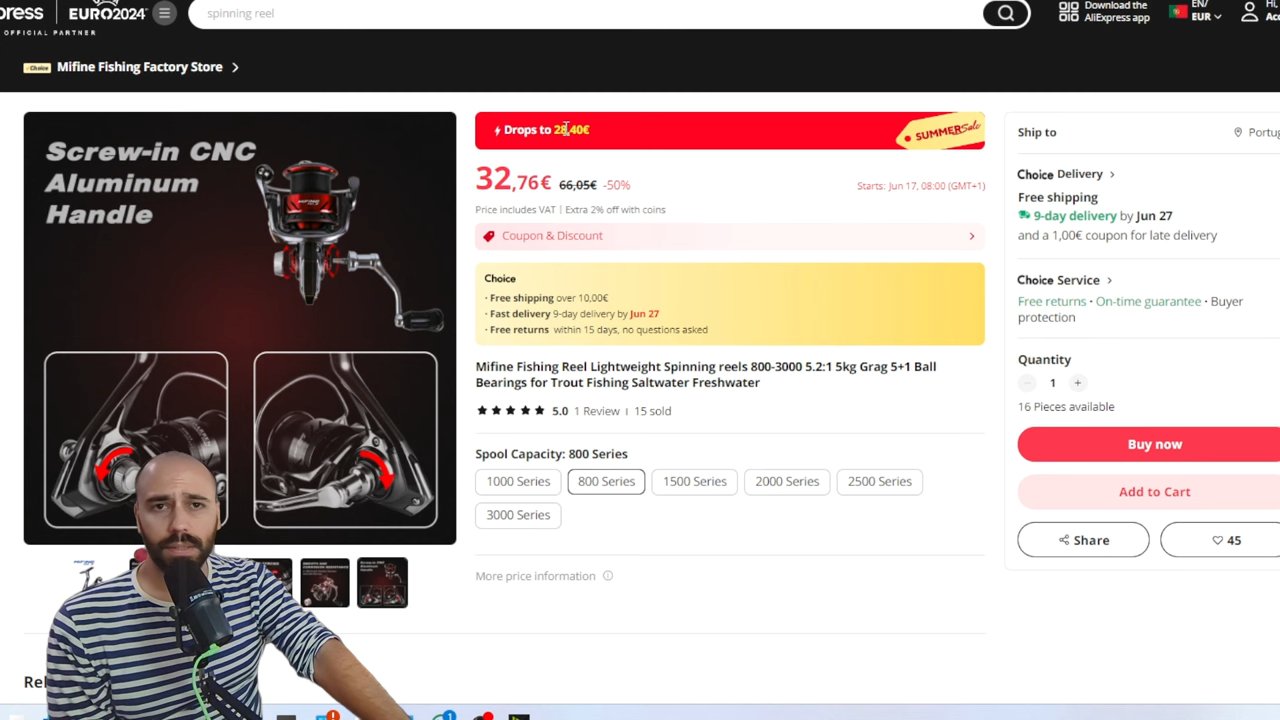 press
EURO2024
OFFICIAL PARTNER
spinning reel
Download the
AliExpress app
EN/
EUR
Hi,
Choice
Mifine Fishing Factory Store
Screw-in CNC
Aluminum
Handle
Drops to 28,40€
SUMMER Sale
32,76€ 66,05€ -50%
Starts: Jun 17, 08:00 (GMT+1)
Price includes VAT | Extra 2% off with coins
Coupon & Discount
Choice
· Free shipping over 10,00€
· Fast delivery 9-day delivery by Jun 27
· Free returns within 15 days, no questions asked
Mifine Fishing Reel Lightweight Spinning reels 800-3000 5.2:1 5kg Grag 5+1 Ball
Bearings for Trout Fishing Saltwater Freshwater
5.0 1 Review | 15 sold
Spool Capacity: 800 Series
1000 Series
800 Series
1500 Series
2000 Series
2500 Series
3000 Series
More price information
Ship to
Portug
Choice Delivery
Free shipping
9-day delivery by Jun 27
and a 1,00€ coupon for late delivery
Choice Service
Free returns · On-time guarantee · Buyer
protection
Quantity
− 1 +
16 Pieces available
Buy now
Add to Cart
Share
45
Rel
1